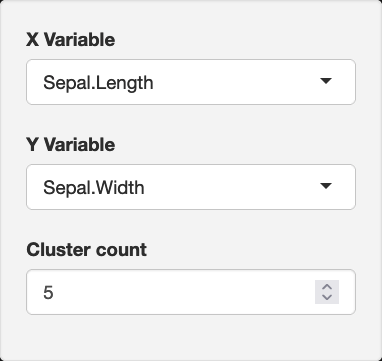 X Variable
Sepal.Length
Y Variable
Sepal.Width
Cluster count
5